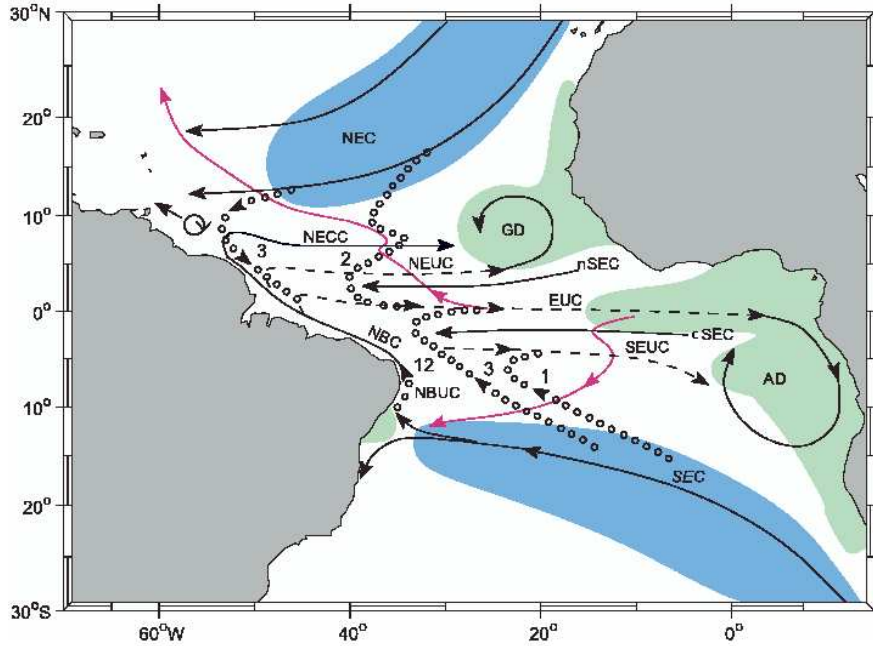 30°N
20°
NEC
10°
GD
NECC
3
2
NEUC
nSEC
EUC
0°
NBC
cSEC
SEUC
12
3
1
AD
NBUC
10°
SEC
20°
30°S
60°W
40°
20°
0°